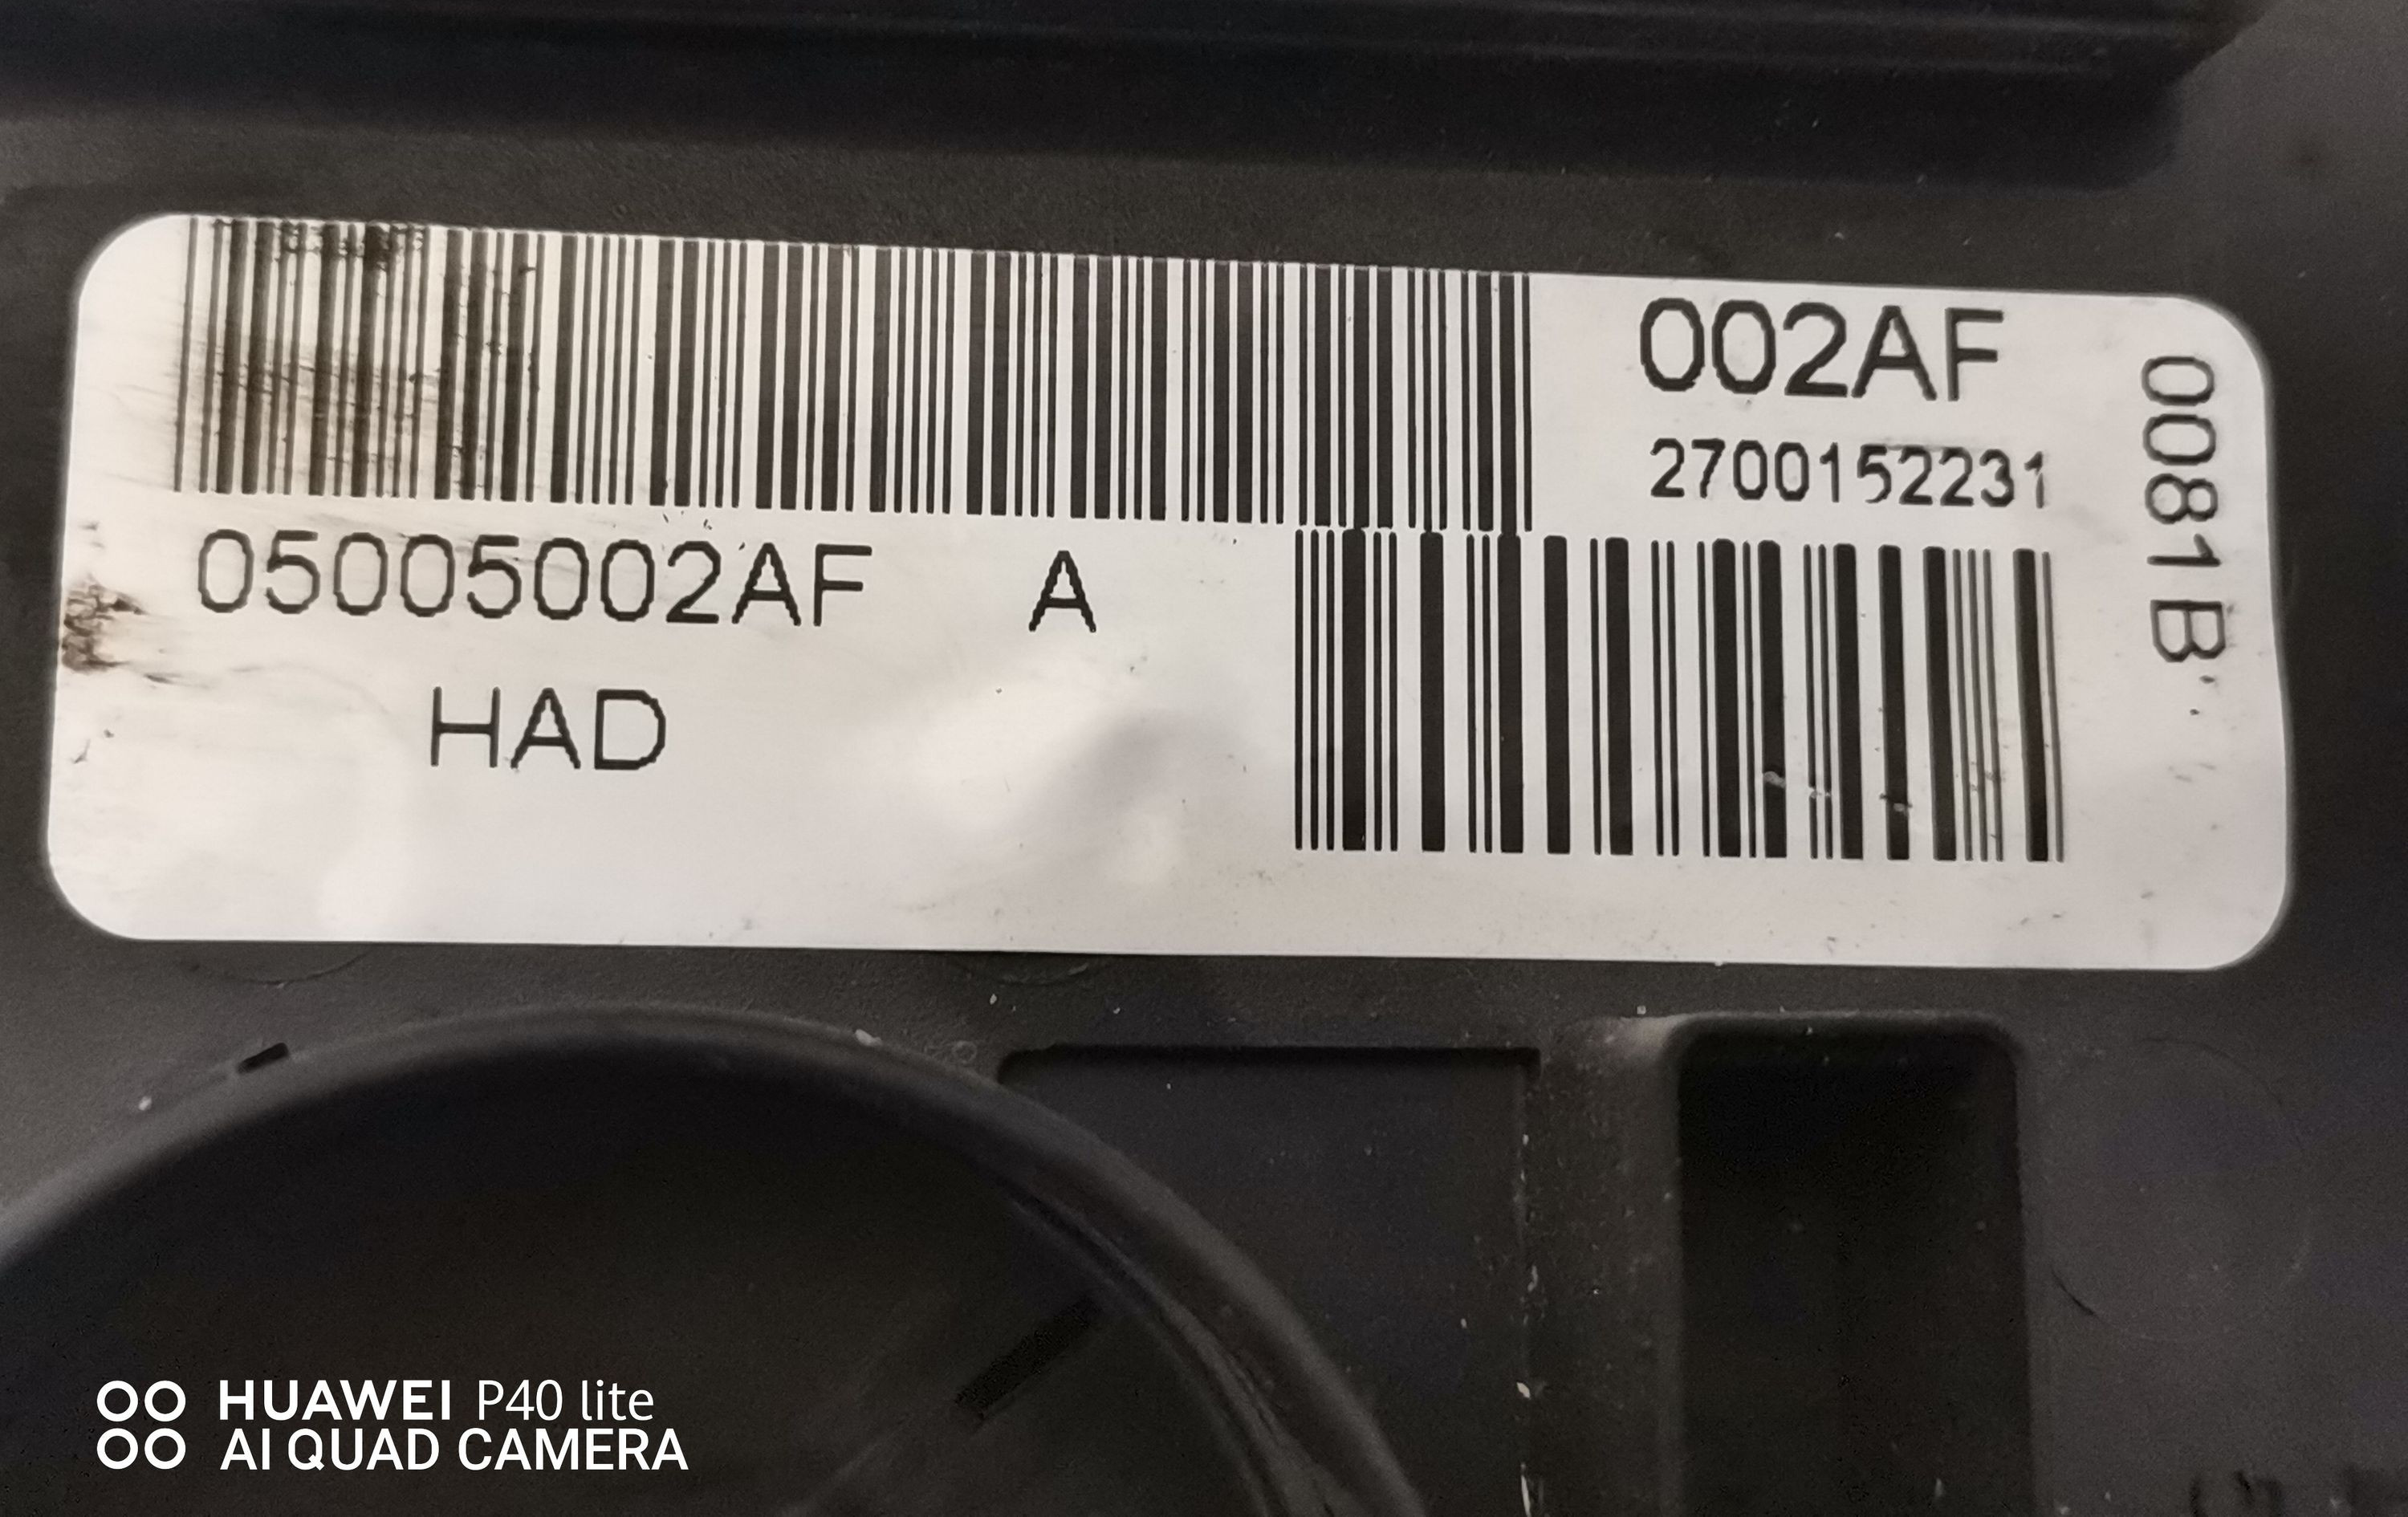 002AF
2700152231
0081B
05005002AF A
HAD
HUAWEI P40 lite
AI QUAD CAMERA